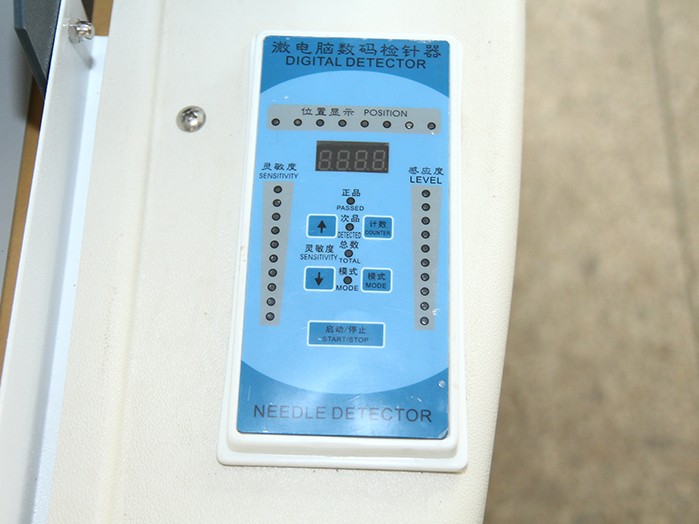 微电脑数码检针器
DIGITAL DETECTOR
位置显示 POSITION
灵敏度
SENSITIVITY
感应度
LEVEL
正品
PASSED
次品
DETECTED
计数
COUNTER
灵敏度
SENSITIVITY
总数
TOTAL
模式
MODE
模式
MODE
启动/停止
START/STOP
NEEDLE DETECTOR